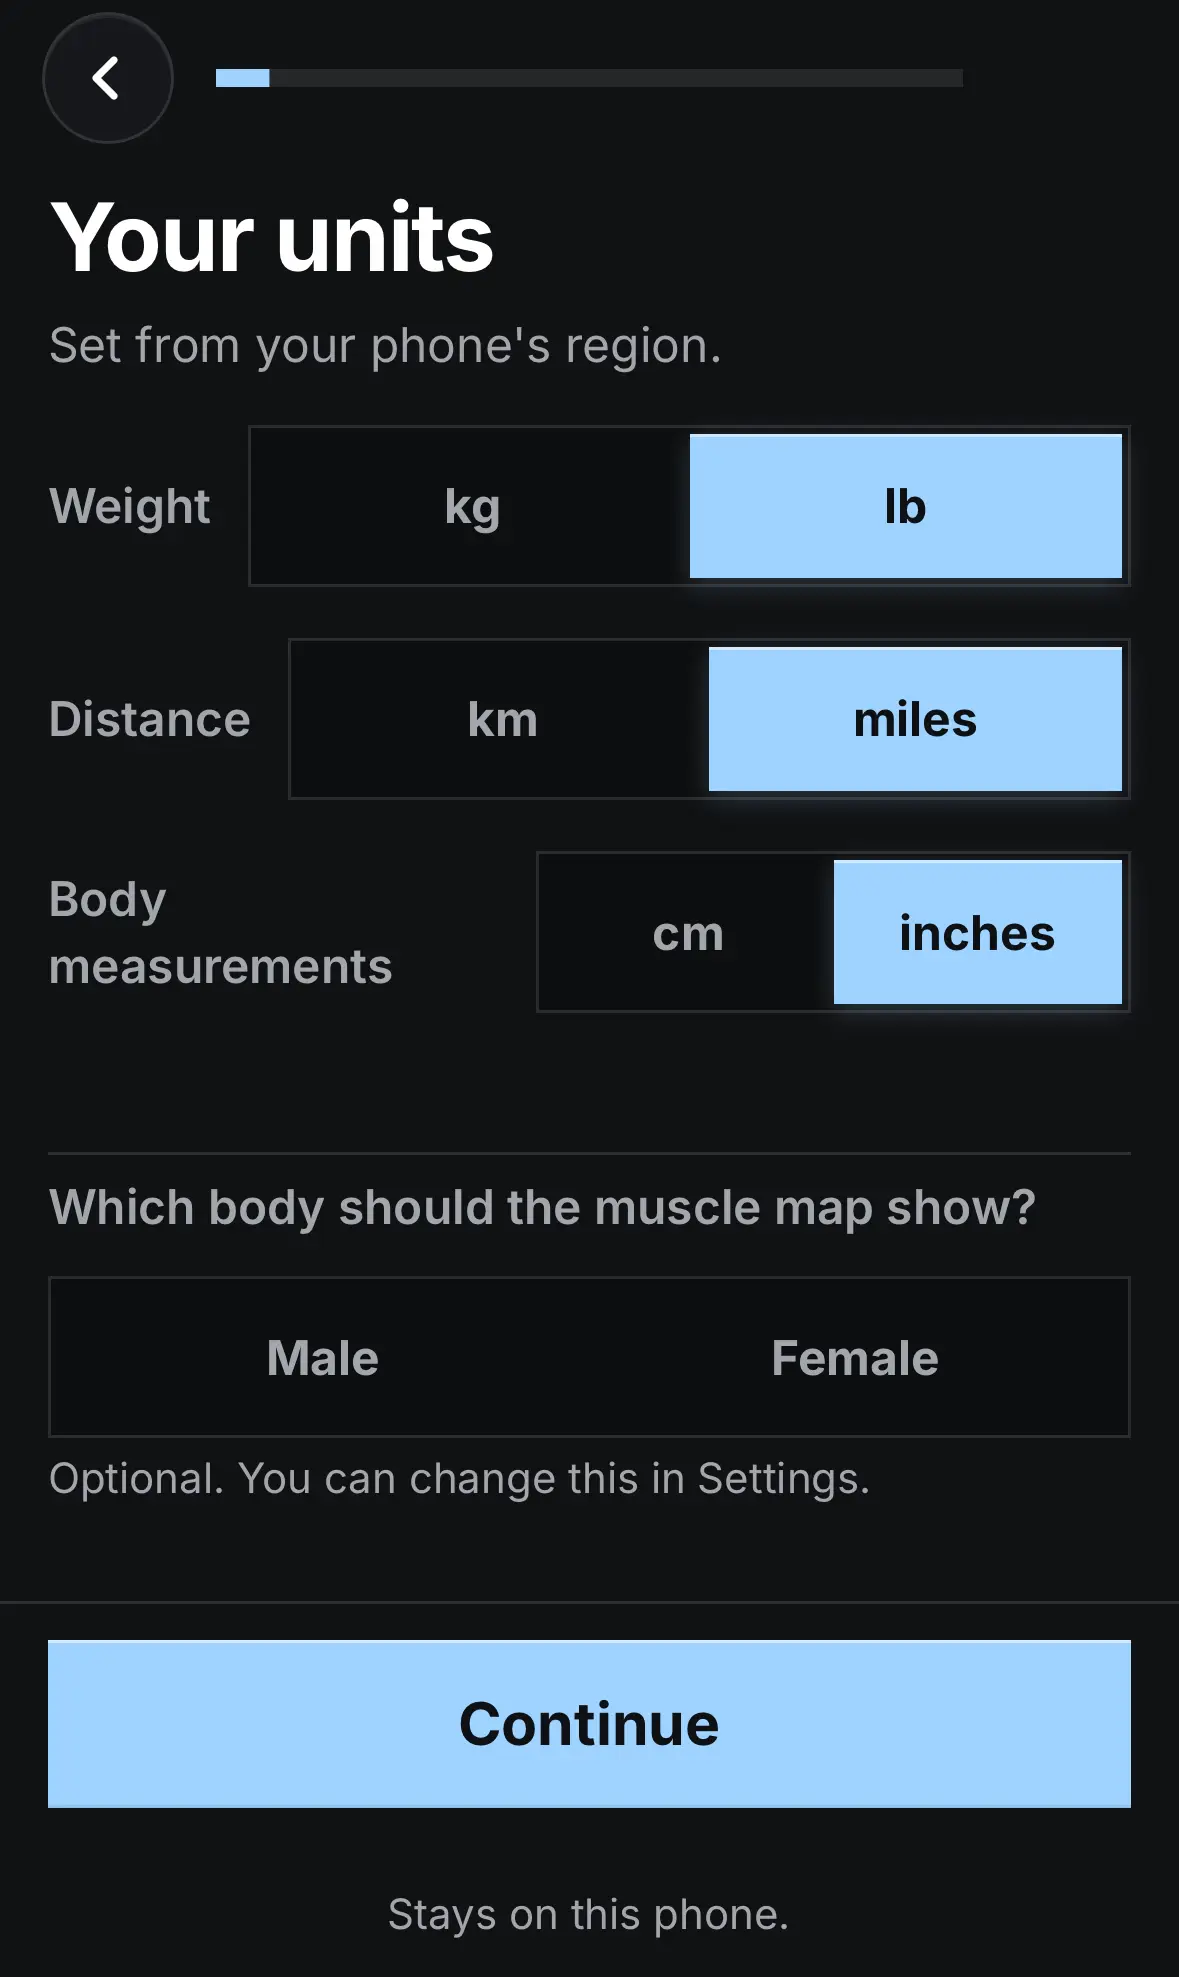 Your units
Set from your phone's region.
Weight
kg
lb
Distance
km
miles
Body
measurements
cm
inches
Which body should the muscle map show?
Male
Female
Optional. You can change this in Settings.
Continue
Stays on this phone.